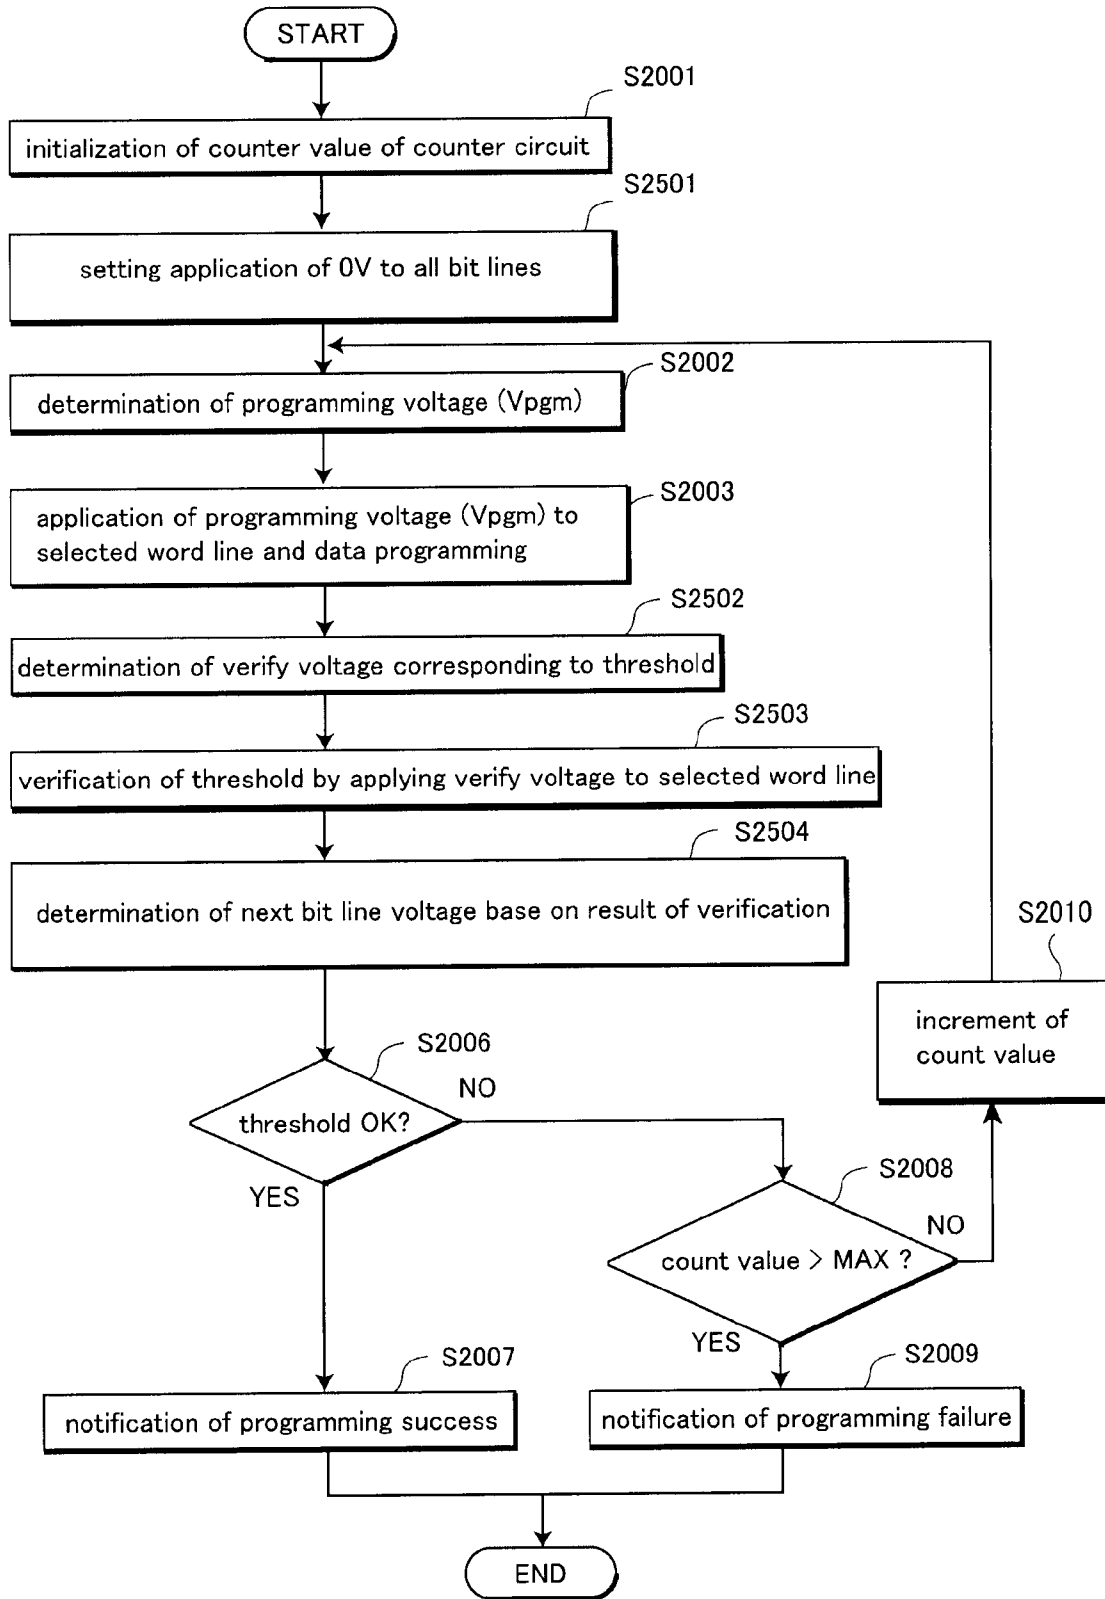 START
S2001
initialization of counter value of counter circuit
S2501
setting application of 0V to all bit lines
S2002
determination of programming voltage (Vpgm)
S2003
application of programming voltage (Vpgm) to
selected word line and data programming
S2502
determination of verify voltage corresponding to threshold
S2503
verification of threshold by applying verify voltage to selected word line
S2504
determination of next bit line voltage base on result of verification
S2010
increment of
count value
S2006
NO
threshold OK?
YES
S2008
NO
count value > MAX ?
YES
S2007
notification of programming success
S2009
notification of programming failure
END